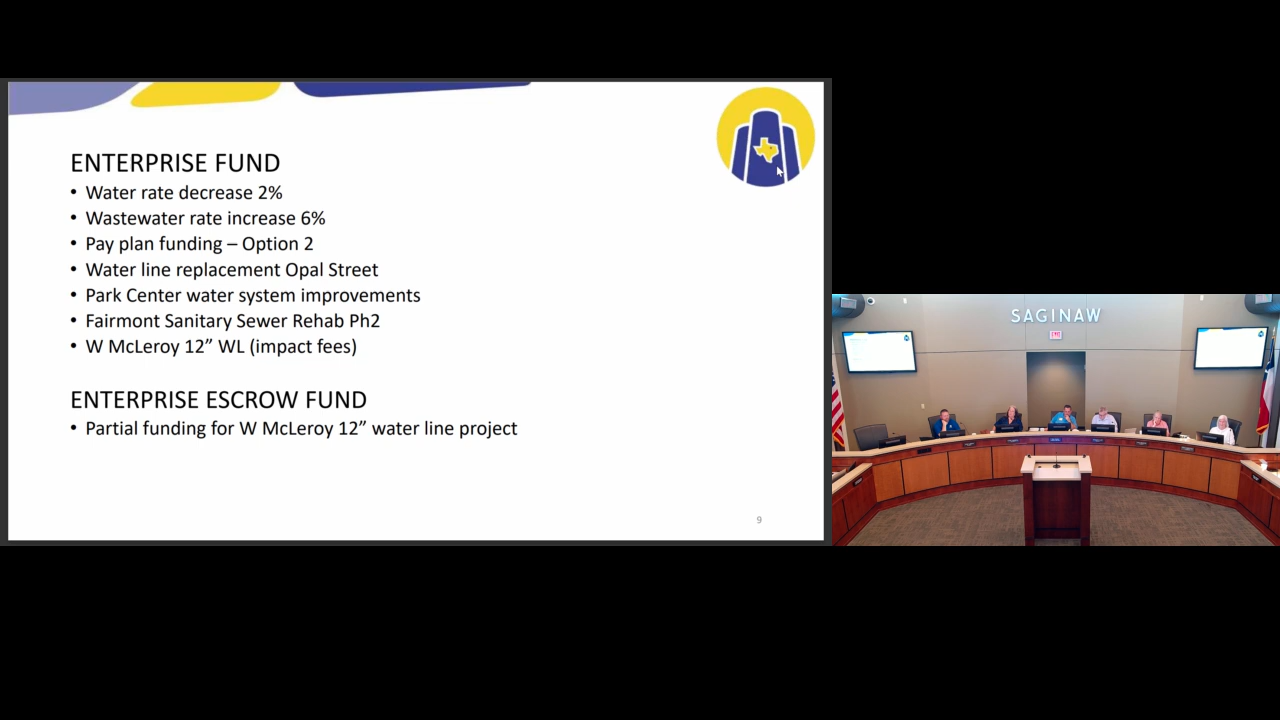 ENTERPRISE FUND
• Water rate decrease 2%
• Wastewater rate increase 6%
• Pay plan funding – Option 2
• Water line replacement Opal Street
• Park Center water system improvements
• Fairmont Sanitary Sewer Rehab Ph2
• W McLeroy 12” WL (impact fees)
ENTERPRISE ESCROW FUND
• Partial funding for W McLeroy 12” water line project
9
SAGINAW